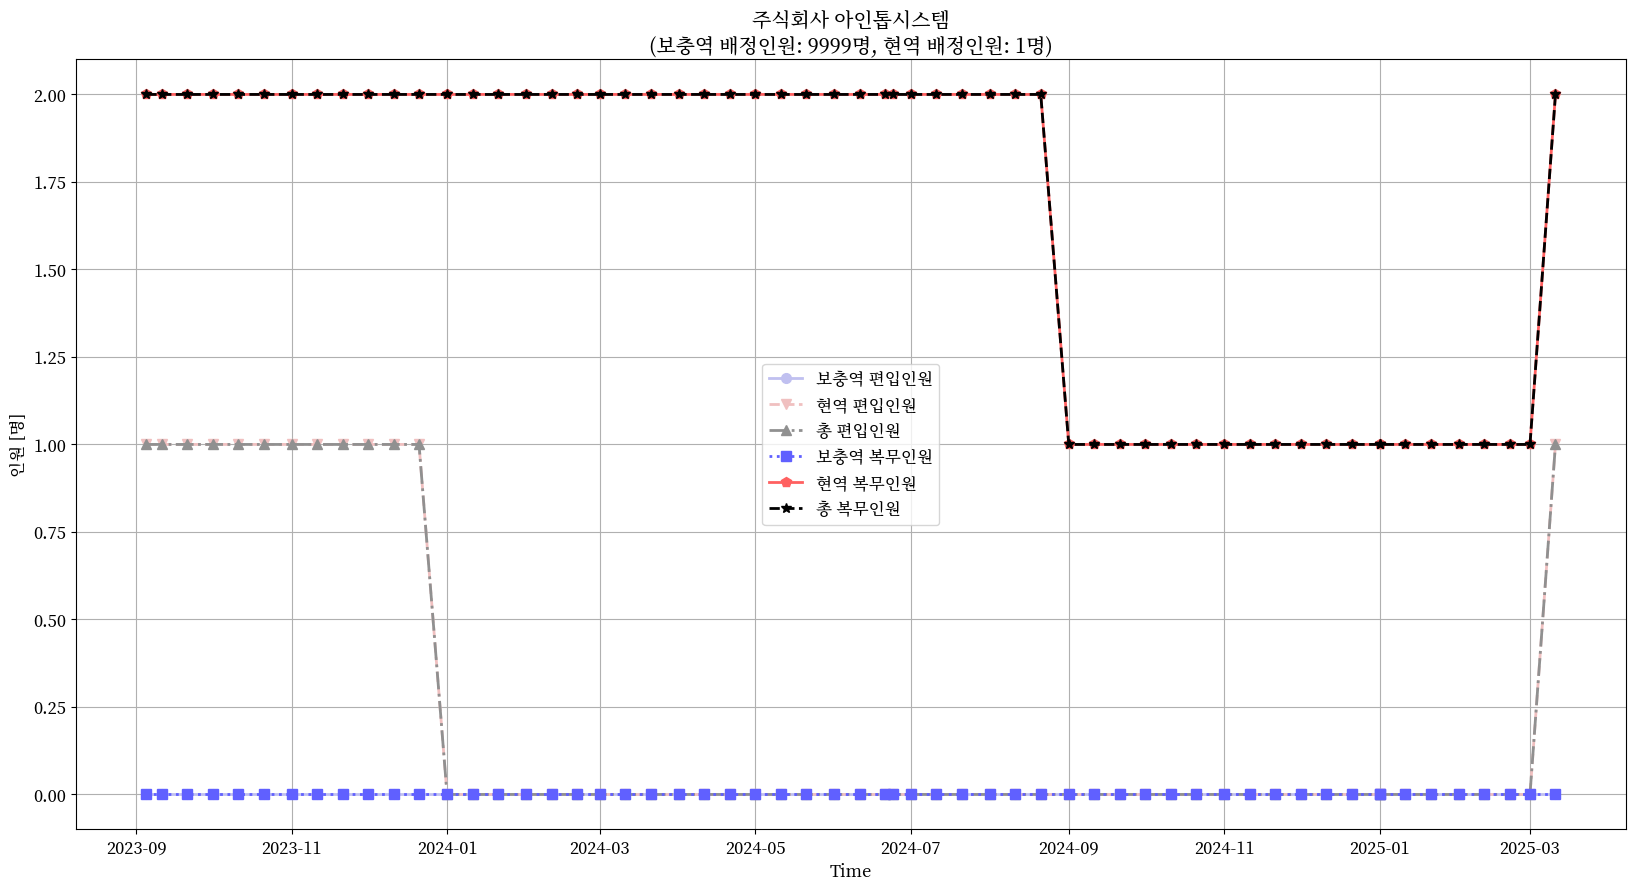 주식회사 아인톱시스템
(보충역 배정인원: 9999명, 현역 배정인원: 1명)
인원 [명]
2.00
1.75
1.50
1.25
1.00
0.75
0.50
0.25
0.00
보충역 편입인원
현역 편입인원
총 편입인원
보충역 복무인원
현역 복무인원
총 복무인원
2023-09 2023-11 2024-01 2024-03 2024-05 2024-07 2024-09 2024-11 2025-01 2025-03
Time